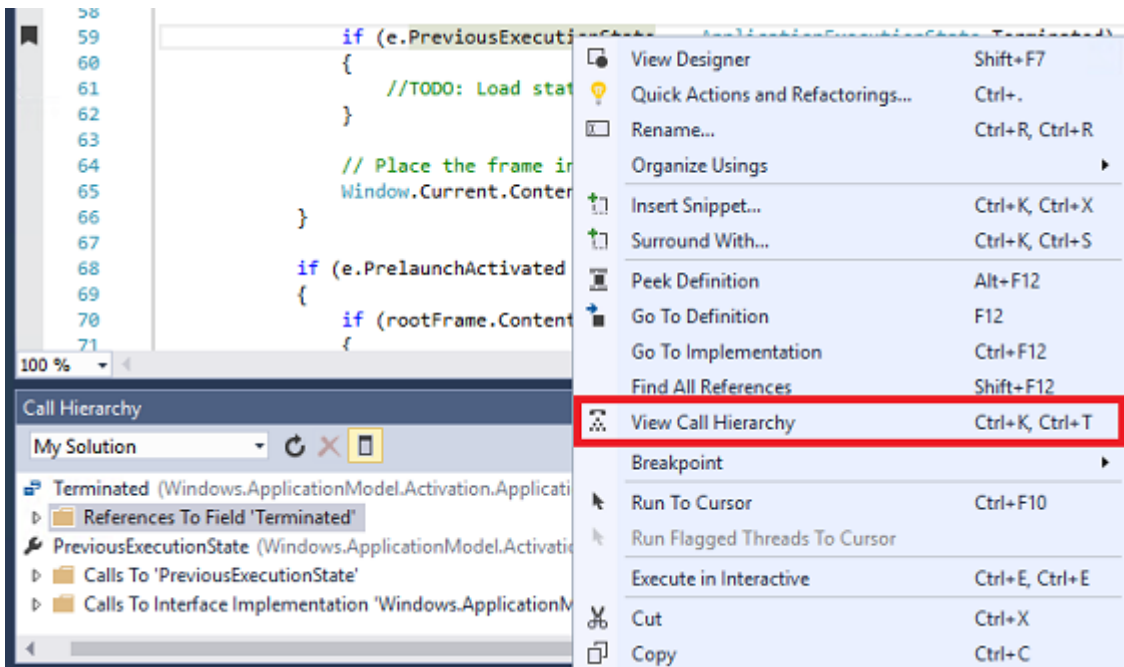 58
59 if (e.PreviousExecutionState ApplicationExecutionState.Terminated)
60 {
61 //TODO: Load stat
62 }
63
64 // Place the frame in
65 Window.Current.Conten
66 }
67
68 if (e.PrelaunchActivated
69 {
70 if (rootFrame.Content
71 {
100 %
View Designer Shift+F7
Quick Actions and Refactorings... Ctrl+.
Rename... Ctrl+R, Ctrl+R
Organize Usings
Insert Snippet... Ctrl+K, Ctrl+X
Surround With... Ctrl+K, Ctrl+S
Peek Definition Alt+F12
Go To Definition F12
Go To Implementation Ctrl+F12
Find All References Shift+F12
View Call Hierarchy Ctrl+K, Ctrl+T
Breakpoint
Run To Cursor Ctrl+F10
Run Flagged Threads To Cursor
Execute in Interactive Ctrl+E, Ctrl+E
Cut Ctrl+X
Copy Ctrl+C
Call Hierarchy
My Solution
Terminated (Windows.ApplicationModel.Activation.Applicati
References To Field 'Terminated'
PreviousExecutionState (Windows.ApplicationModel.Activatio
Calls To 'PreviousExecutionState'
Calls To Interface Implementation 'Windows.ApplicationM